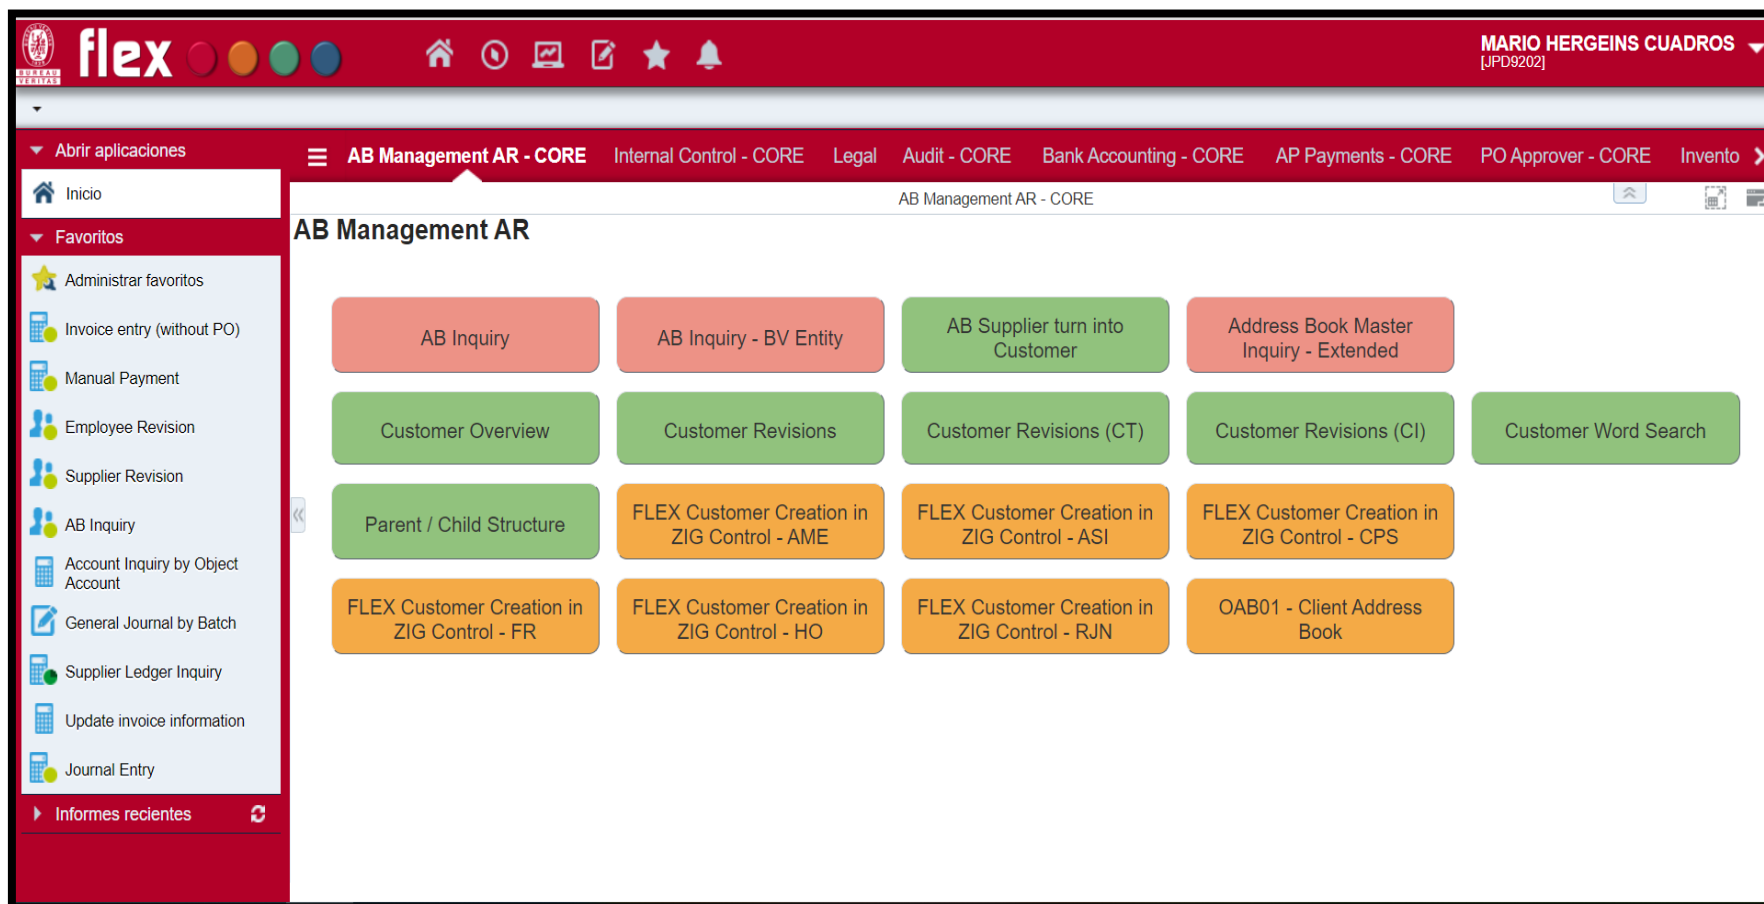 BUREAU
VERITAS
flex
MARIO HERGEINS CUADROS
[JPD9202]
Abrir aplicaciones
AB Management AR - CORE Internal Control - CORE Legal Audit - CORE Bank Accounting - CORE AP Payments - CORE PO Approver - CORE Invento
Inicio
AB Management AR - CORE
Favoritos
AB Management AR
Administrar favoritos
Invoice entry (without PO)
Manual Payment
Employee Revision
Supplier Revision
AB Inquiry
Account Inquiry by Object
Account
General Journal by Batch
Supplier Ledger Inquiry
Update invoice information
Journal Entry
Informes recientes
AB Inquiry
AB Inquiry - BV Entity
AB Supplier turn into
Customer
Address Book Master
Inquiry - Extended
Customer Overview
Customer Revisions
Customer Revisions (CT)
Customer Revisions (CI)
Customer Word Search
Parent / Child Structure
FLEX Customer Creation in
ZIG Control - AME
FLEX Customer Creation in
ZIG Control - ASI
FLEX Customer Creation in
ZIG Control - CPS
FLEX Customer Creation in
ZIG Control - FR
FLEX Customer Creation in
ZIG Control - HO
FLEX Customer Creation in
ZIG Control - RJN
OAB01 - Client Address
Book